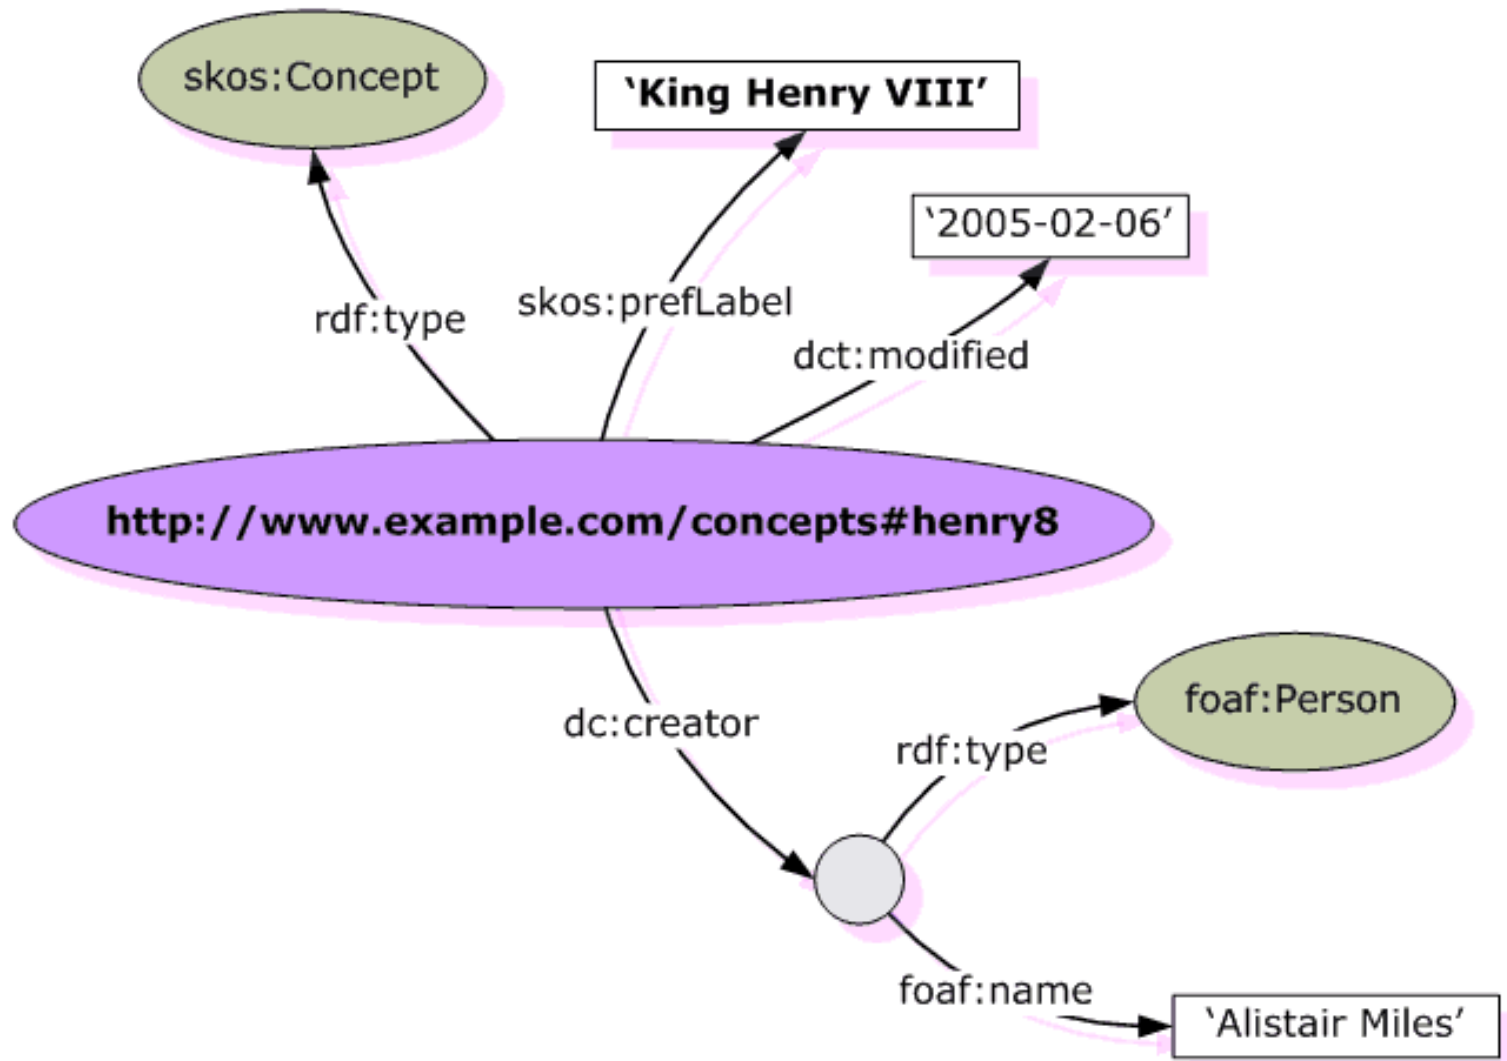 skos:Concept
‘King Henry VIII’
‘2005-02-06’
rdf:type
skos:prefLabel
dct:modified
http://www.example.com/concepts#henry8
dc:creator
foaf:Person
rdf:type
foaf:name
‘Alistair Miles’